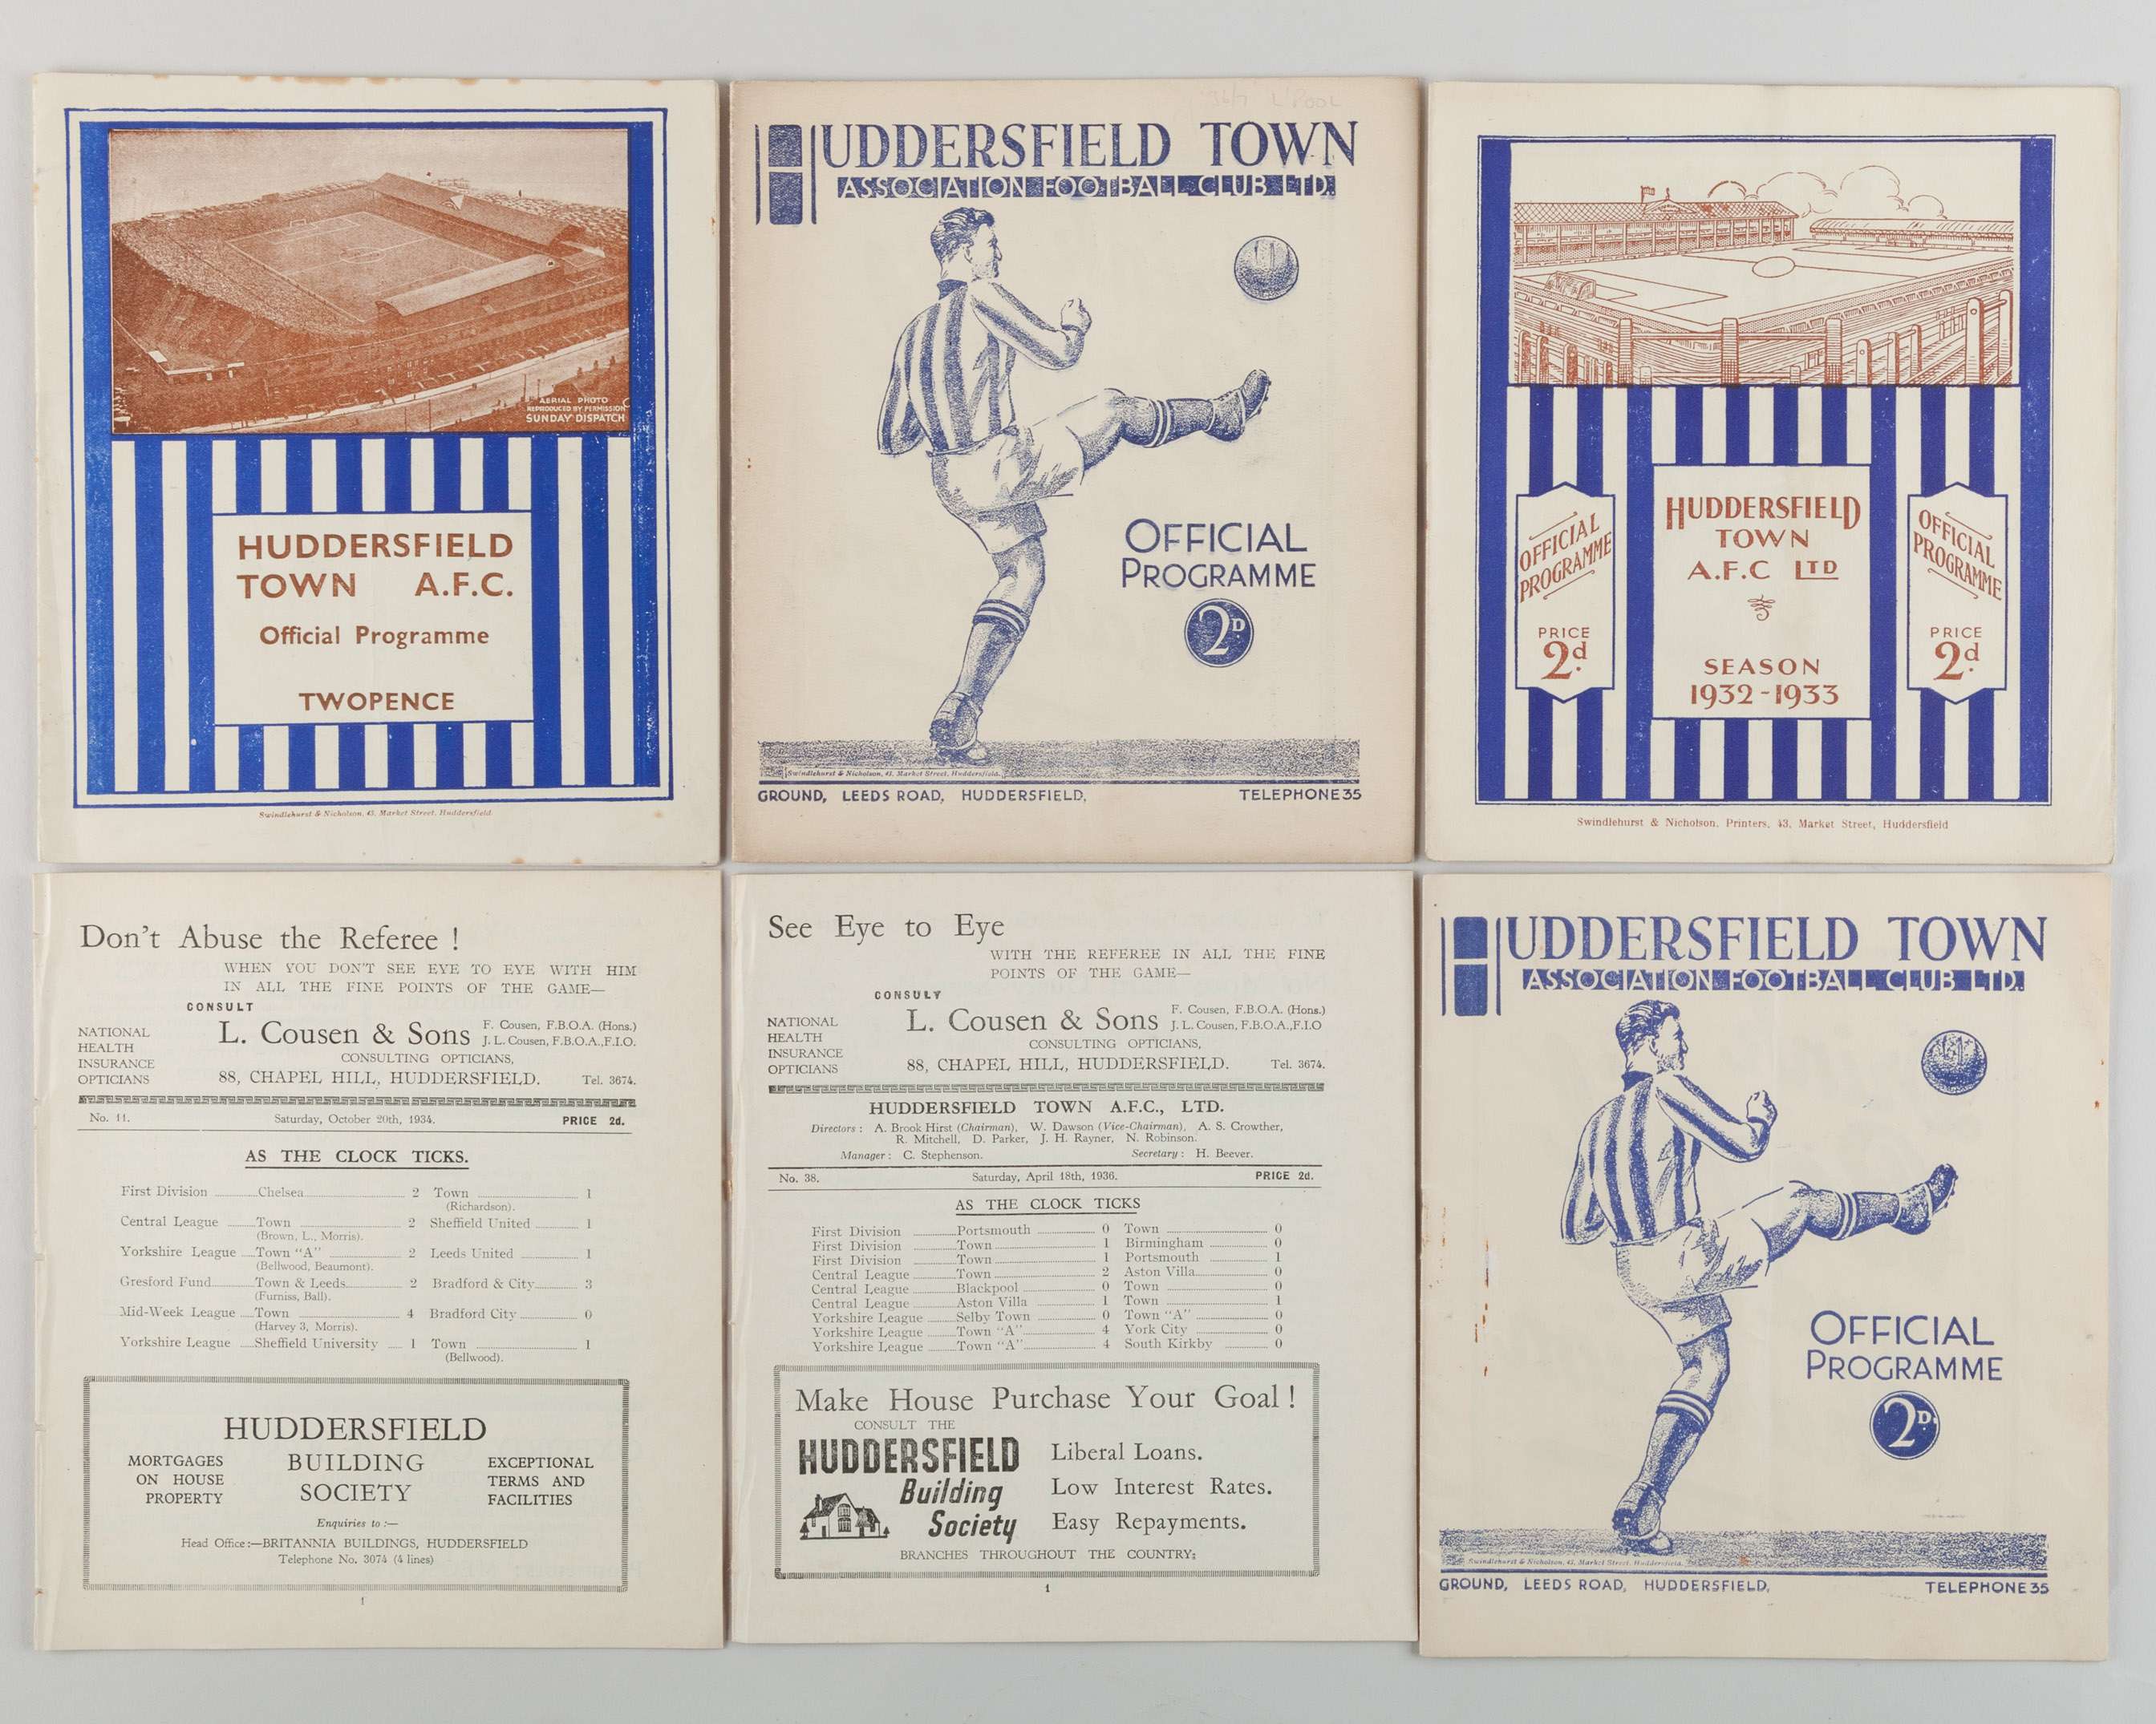 AERIAL PHOTO
REPRODUCED BY PERMISSION
SUNDAY DISPATCH
HUDDERSFIELD
TOWN A.F.C.
Official Programme
TWOPENCE
Swindlehurst & Nicholson, 43, Market Street, Huddersfield
L'POOL
HUDDERSFIELD TOWN
ASSOCIATION FOOTBALL CLUB LTD.
OFFICIAL
PROGRAMME
2D.
Swindlehurst & Nicholson, 43, Market Street, Huddersfield.
GROUND, LEEDS ROAD, HUDDERSFIELD, TELEPHONE 35
OFFICIAL
PROGRAMME
PRICE
2d.
HUDDERSFIELD
TOWN
A.F.C LTD
SEASON
1932-1933
OFFICIAL
PROGRAMME
PRICE
2d.
Swindlehurst & Nicholson, Printers, 43, Market Street, Huddersfield
Don't Abuse the Referee !
WHEN YOU DON'T SEE EYE TO EYE WITH HIM
IN ALL THE FINE POINTS OF THE GAME—
CONSULT
NATIONAL
HEALTH
INSURANCE
OPTICIANS
L. Cousen & Sons
F. Cousen, F.B.O.A. (Hons.)
J. L. Cousen, F.B.O.A.,F.I.O.
CONSULTING OPTICIANS,
88, CHAPEL HILL, HUDDERSFIELD. Tel. 3674.
No. 11. Saturday, October 20th, 1934. PRICE 2d.
AS THE CLOCK TICKS.
First Division Chelsea 2 Town 1
(Richardson).
Central League Town 2 Sheffield United 1
(Brown, L., Morris).
Yorkshire League Town "A" 2 Leeds United 1
(Bellwood, Beaumont).
Gresford Fund Town & Leeds 2 Bradford & City 3
(Furniss, Ball).
Mid-Week League Town 4 Bradford City 0
(Harvey 3, Morris).
Yorkshire League Sheffield University 1 Town 1
(Bellwood).
HUDDERSFIELD
BUILDING
SOCIETY
MORTGAGES
ON HOUSE
PROPERTY
EXCEPTIONAL
TERMS AND
FACILITIES
Enquiries to :—
Head Office :—BRITANNIA BUILDINGS, HUDDERSFIELD
Telephone No. 3074 (4 lines)
1
See Eye to Eye
WITH THE REFEREE IN ALL THE FINE
POINTS OF THE GAME—
CONSULT
NATIONAL
HEALTH
INSURANCE
OPTICIANS
L. Cousen & Sons
F. Cousen, F.B.O.A. (Hons.)
J. L. Cousen, F.B.O.A.,F.I.O
CONSULTING OPTICIANS,
88, CHAPEL HILL, HUDDERSFIELD. Tel. 3674.
HUDDERSFIELD TOWN A.F.C., LTD.
Directors : A. Brook Hirst (Chairman), W. Dawson (Vice-Chairman), A. S. Crowther,
R. Mitchell, D. Parker, J. H. Rayner, N. Robinson.
Manager : C. Stephenson. Secretary : H. Beever.
No. 38. Saturday, April 18th, 1936. PRICE 2d.
AS THE CLOCK TICKS
First Division Portsmouth 0 Town 0
First Division Town 1 Birmingham 0
First Division Town 1 Portsmouth 1
Central League Town 2 Aston Villa 0
Central League Blackpool 0 Town 0
Central League Aston Villa 1 Town 1
Yorkshire League Selby Town 0 Town "A" 0
Yorkshire League Town "A" 4 York City 0
Yorkshire League Town "A" 4 South Kirkby 0
Make House Purchase Your Goal !
CONSULT THE
HUDDERSFIELD
Building
Society
Liberal Loans.
Low Interest Rates.
Easy Repayments.
BRANCHES THROUGHOUT THE COUNTRY:
1
HUDDERSFIELD TOWN
ASSOCIATION FOOTBALL CLUB LTD.
OFFICIAL
PROGRAMME
2D.
Swindlehurst & Nicholson, 43, Market Street, Huddersfield.
GROUND, LEEDS ROAD, HUDDERSFIELD, TELEPHONE 35